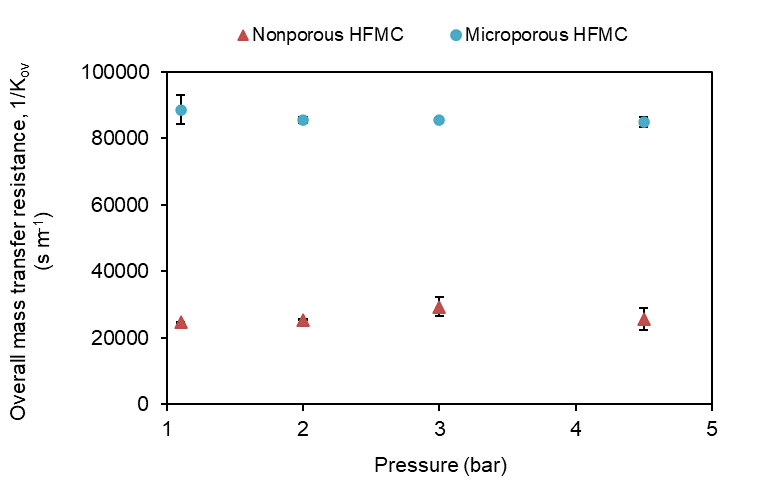 Nonporous HFMC Microporous HFMC
Overall mass transfer resistance, 1/Kov
(s m-1)
100000
80000
60000
40000
20000
0
1 2 3 4 5
Pressure (bar)